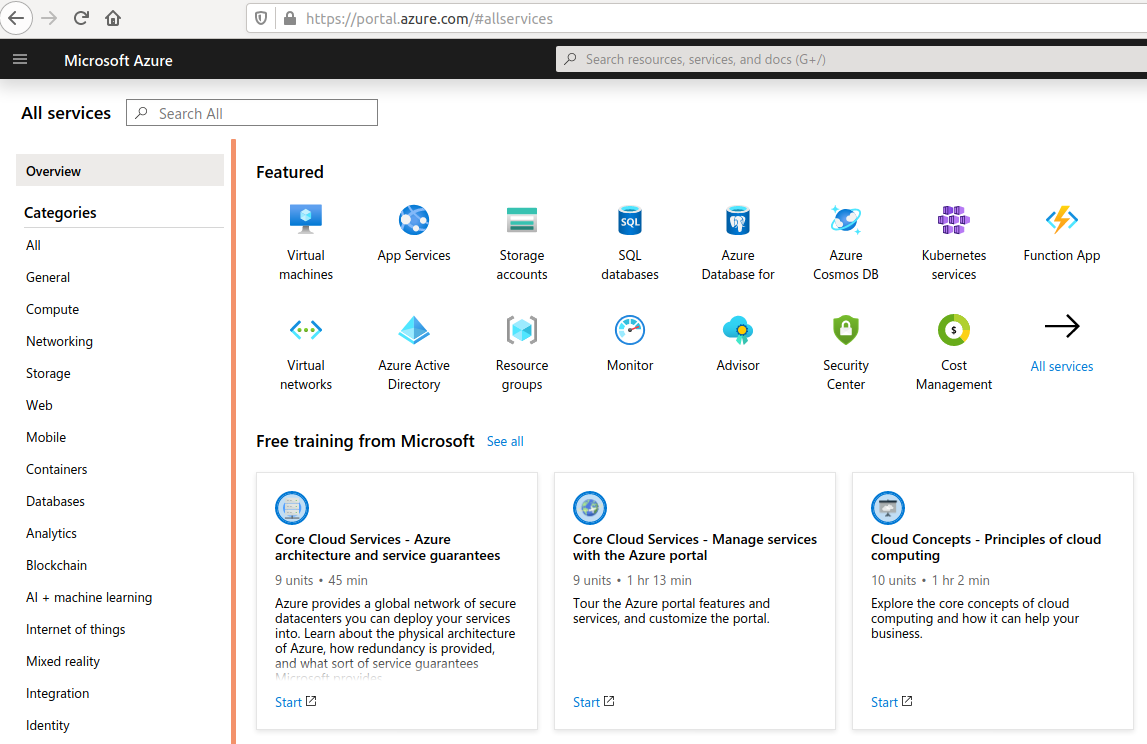 https://portal.azure.com/#allservices
Microsoft Azure
Search resources, services, and docs (G+/)
All services
Search All
Overview
Categories
All
General
Compute
Networking
Storage
Web
Mobile
Containers
Databases
Analytics
Blockchain
AI + machine learning
Internet of things
Mixed reality
Integration
Identity
Featured
Virtual
machines
App Services
Storage
accounts
SQL
SQL
databases
Azure
Database for
Azure
Cosmos DB
Kubernetes
services
Function App
Virtual
networks
Azure Active
Directory
Resource
groups
Monitor
Advisor
Security
Center
$
Cost
Management
All services
Free training from Microsoft See all
Core Cloud Services - Azure
architecture and service guarantees
9 units • 45 min
Azure provides a global network of secure
datacenters you can deploy your services
into. Learn about the physical architecture
of Azure, how redundancy is provided,
and what sort of service guarantees
Microsoft provides
Start
Core Cloud Services - Manage services
with the Azure portal
9 units • 1 hr 13 min
Tour the Azure portal features and
services, and customize the portal.
Start
Cloud Concepts - Principles of cloud
computing
10 units • 1 hr 2 min
Explore the core concepts of cloud
computing and how it can help your
business.
Start